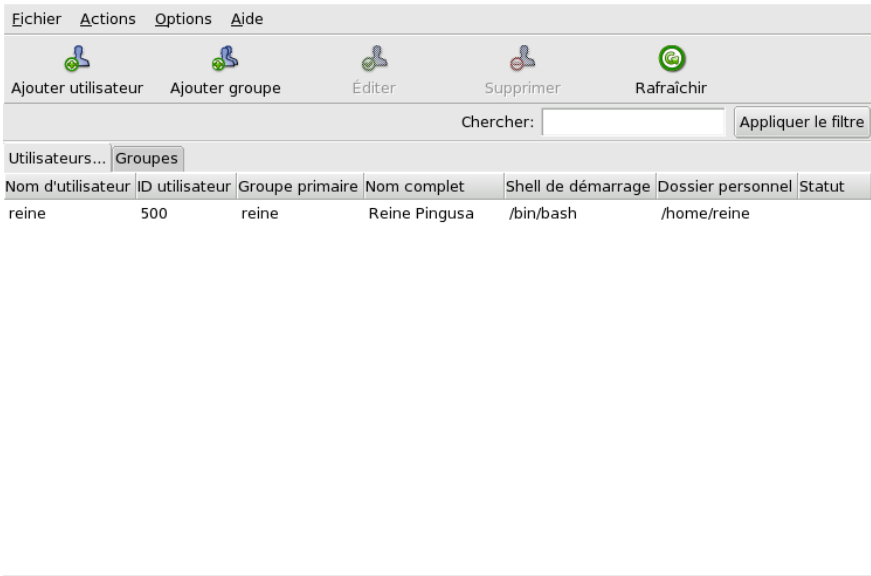 Fichier Actions Options Aide
Ajouter utilisateur Ajouter groupe Éditer Supprimer Rafraîchir
Chercher: Appliquer le filtre
Utilisateurs... Groupes
Nom d'utilisateur ID utilisateur Groupe primaire Nom complet Shell de démarrage Dossier personnel Statut
reine 500 reine Reine Pingusa /bin/bash /home/reine